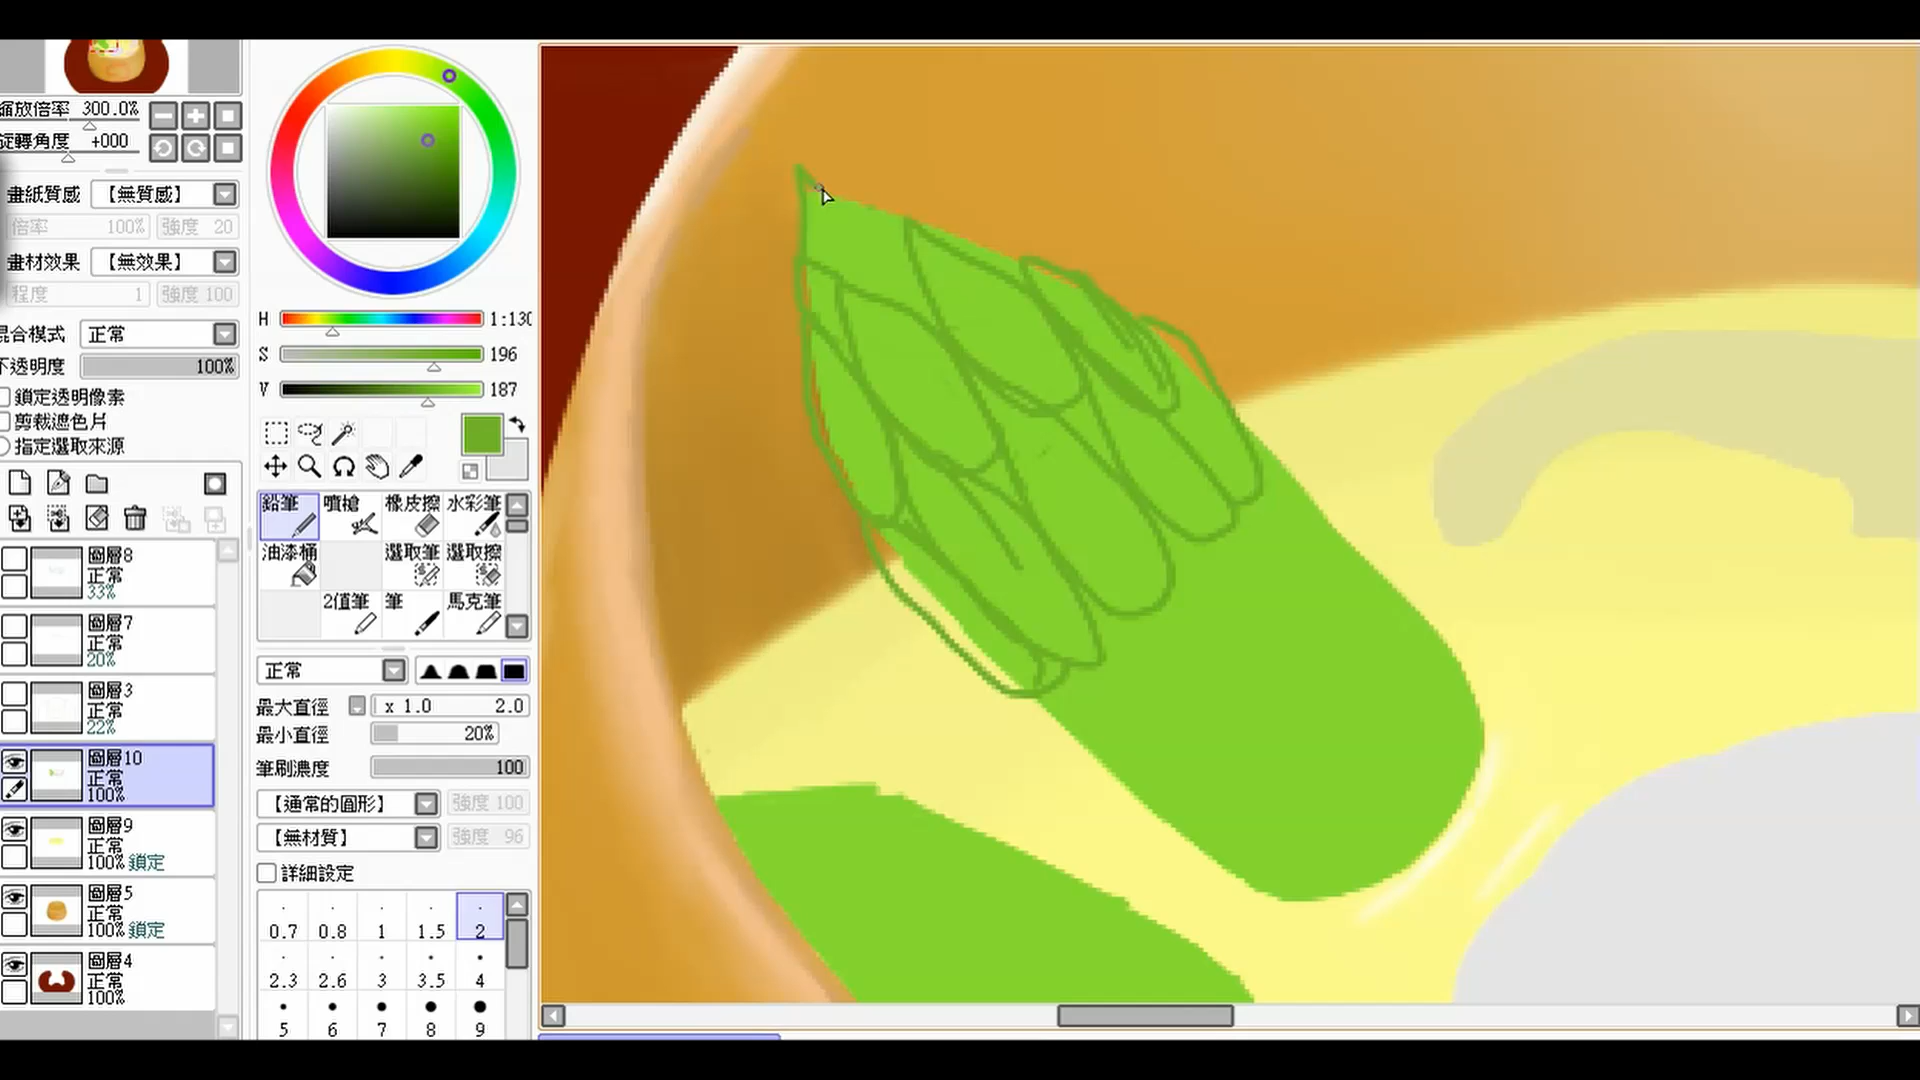 縮放倍率 300.0%
旋轉角度 +000
畫紙質感 【無質感】
倍率 100% 強度 20
畫材效果 【無效果】
程度 1 強度 100
混合模式 正常
不透明度 100%
鎖定透明像素
剪裁遮色片
指定選取來源
圖層8
正常
33%
圖層7
正常
20%
圖層3
正常
22%
圖層10
正常
100%
圖層9
正常
100% 鎖定
圖層5
正常
100% 鎖定
圖層4
正常
100%
H 1:130
S 196
V 187
鉛筆 噴槍 橡皮擦 水彩筆
油漆桶 選取筆 選取擦
2值筆 筆 馬克筆
正常
最大直徑 x 1.0 2.0
最小直徑 20%
筆刷濃度 100
【通常的圓形】 強度 100
【無材質】 強度 96
詳細設定
0.7 0.8 1 1.5 2
2.3 2.6 3 3.5 4
5 6 7 8 9